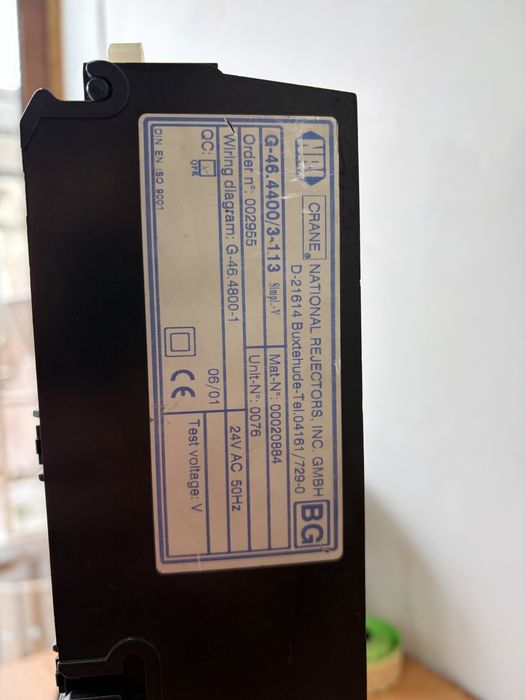 NRI
CRANE® NATIONAL REJECTORS, INC. GMBH
D-21614 Buxtehude-Tel.04161/729-0
BG
G-46.4400/3-1.13 Simpl.-V
Mat-N°: 00020884
Order n°: 002955
Unit-N°: 0076
Wiring diagram: G-46.4800-1
24V AC 50Hz
QC:
06/01
CE
Test voltage: V
DIN EN ISO 9001